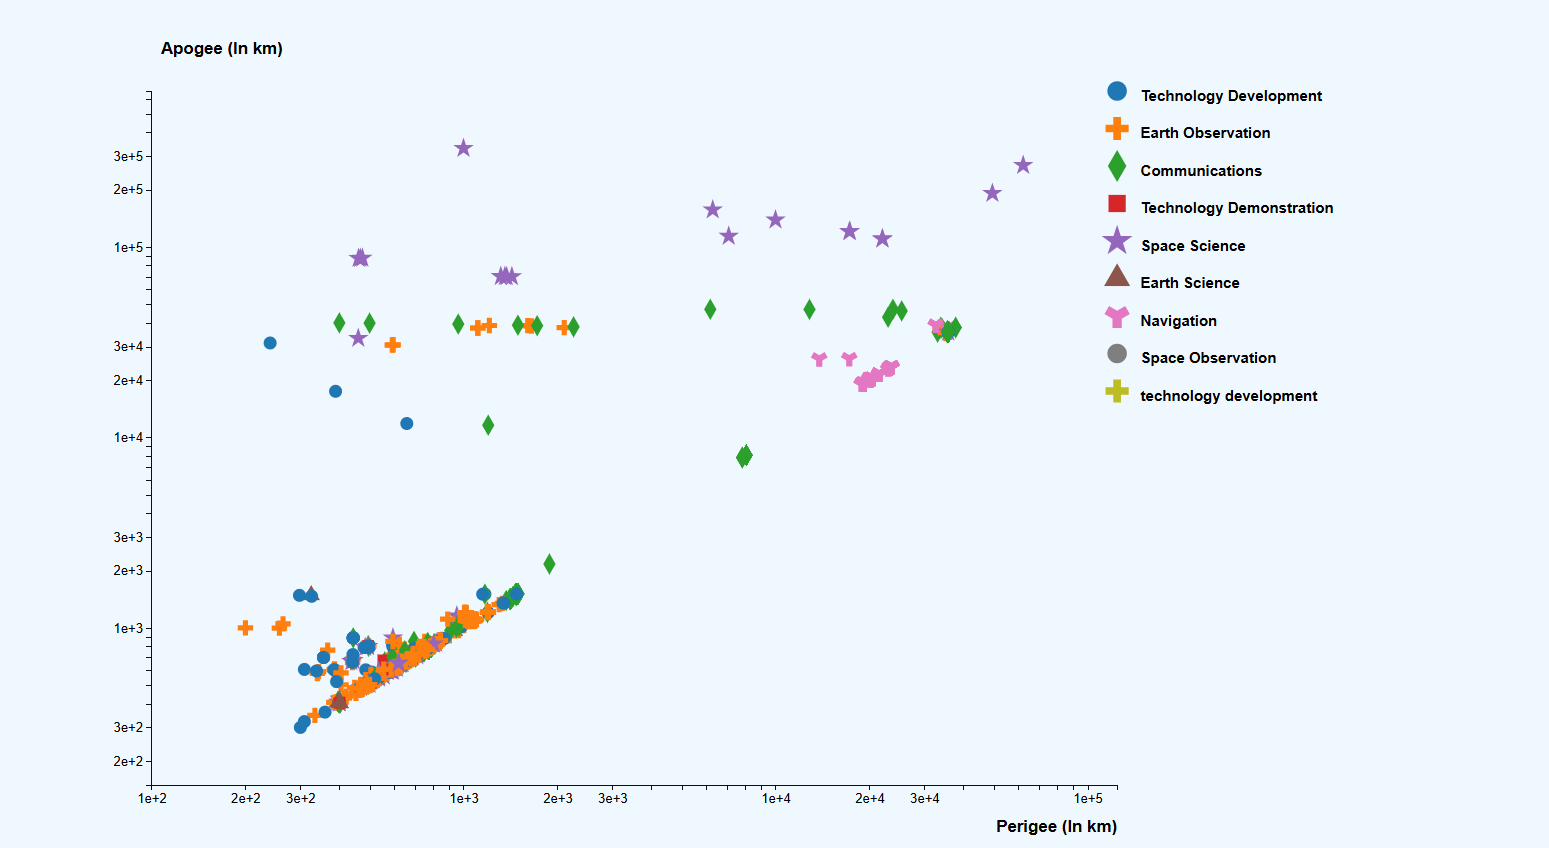 Apogee (In km)
3e+5
2e+5
1e+5
3e+4
2e+4
1e+4
3e+3
2e+3
1e+3
3e+2
2e+2
1e+2
2e+2
3e+2
1e+3
2e+3
3e+3
1e+4
2e+4
3e+4
1e+5
Perigee (In km)
Technology Development
Earth Observation
Communications
Technology Demonstration
Space Science
Earth Science
Navigation
Space Observation
technology development